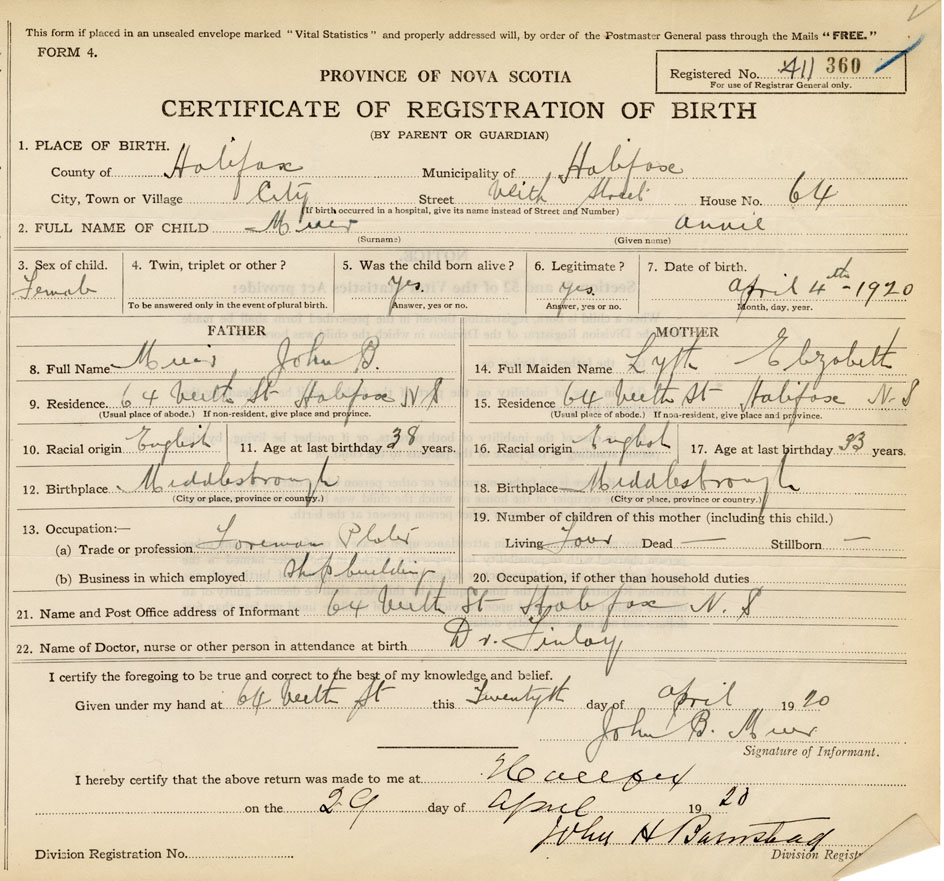 This form if placed in an unsealed envelope marked "Vital Statistics" and properly addressed will, by order of the Postmaster General pass through the Mails "FREE."
FORM 4.
Registered No. 411 360
For use of Registrar General only.
PROVINCE OF NOVA SCOTIA
CERTIFICATE OF REGISTRATION OF BIRTH
(BY PARENT OR GUARDIAN)
1. PLACE OF BIRTH.
County of Halifax Municipality of Halifax
City, Town or Village City Street Veith Street House No. 64
(If birth occurred in a hospital, give its name instead of Street and Number)
2. FULL NAME OF CHILD Muir Annie
(Surname) (Given name)
3. Sex of child. 4. Twin, triplet or other? 5. Was the child born alive? 6. Legitimate? 7. Date of birth.
Female Yes. Yes. April 4th - 1920
To be answered only in the event of plural birth. Answer, yes or no. Answer, yes or no. Month, day, year.
FATHER MOTHER
8. Full Name Muir John B. 14. Full Maiden Name Lyth Elizabeth
9. Residence 64 Veith St Halifax N S 15. Residence 64 Veith St Halifax N. S
(Usual place of abode.) If non-resident, give place and province. (Usual place of abode.) If non-resident, give place and province.
10. Racial origin English 11. Age at last birthday 38 years. 16. Racial origin English 17. Age at last birthday 33 years.
12. Birthplace Middlesbrough 18. Birthplace Middlesbrough
(City or place, province or country.) (City or place, province or country.)
13. Occupation:— 19. Number of children of this mother (including this child.)
(a) Trade or profession Foreman Plater Living Four Dead — Stillborn —
(b) Business in which employed Shipbuilding 20. Occupation, if other than household duties
21. Name and Post Office address of Informant 64 Veith St Halifax N. S
22. Name of Doctor, nurse or other person in attendance at birth Dr. Finlay
I certify the foregoing to be true and correct to the best of my knowledge and belief.
Given under my hand at 64 Veith St this Twentyth day of April 1920
John B. Muir
Signature of Informant.
I hereby certify that the above return was made to me at Halifax
on the 29 day of April 1920
John H Barnstead
Division Registration No. Division Regist